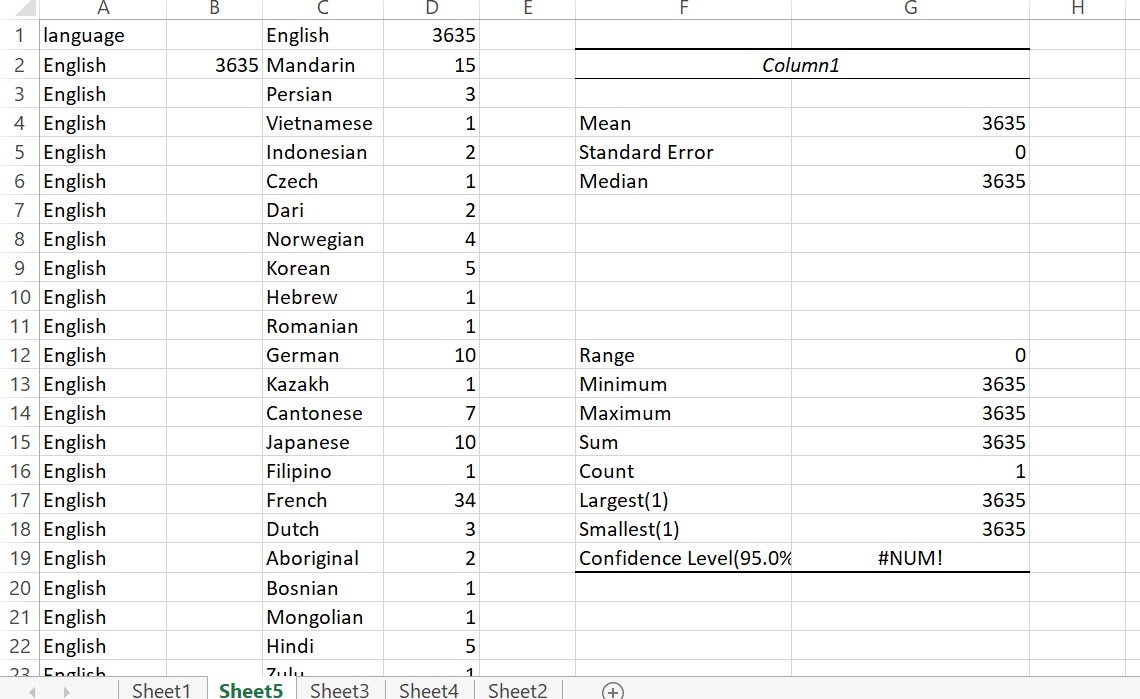 A B C D E F G H
1 language English 3635
2 English 3635 Mandarin 15 Column1
3 English Persian 3
4 English Vietnamese 1 Mean 3635
5 English Indonesian 2 Standard Error 0
6 English Czech 1 Median 3635
7 English Dari 2
8 English Norwegian 4
9 English Korean 5
10 English Hebrew 1
11 English Romanian 1
12 English German 10 Range 0
13 English Kazakh 1 Minimum 3635
14 English Cantonese 7 Maximum 3635
15 English Japanese 10 Sum 3635
16 English Filipino 1 Count 1
17 English French 34 Largest(1) 3635
18 English Dutch 3 Smallest(1) 3635
19 English Aboriginal 2 Confidence Level(95.0% #NUM!
20 English Bosnian 1
21 English Mongolian 1
22 English Hindi 5
23 English Zulu 1
Sheet1 Sheet5 Sheet3 Sheet4 Sheet2